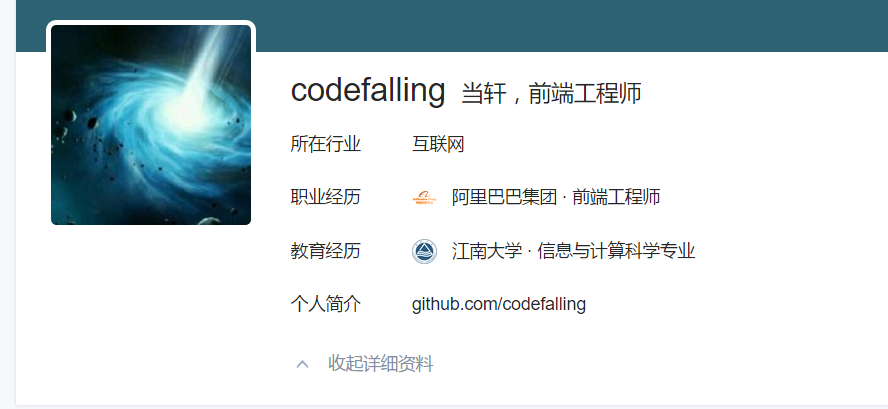 codefalling 当轩，前端工程师
所在行业 互联网
职业经历 阿里巴巴集团 · 前端工程师
教育经历 江南大学 · 信息与计算科学专业
个人简介 github.com/codefalling
收起详细资料